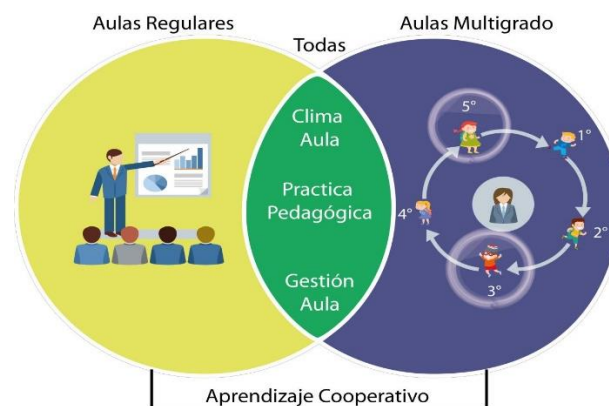 Aulas Regulares
Todas
Aulas Multigrado
Clima
Aula
Practica
Pedagógica
Gestión
Aula
5°
1°
4°
2°
3°
Aprendizaje Cooperativo